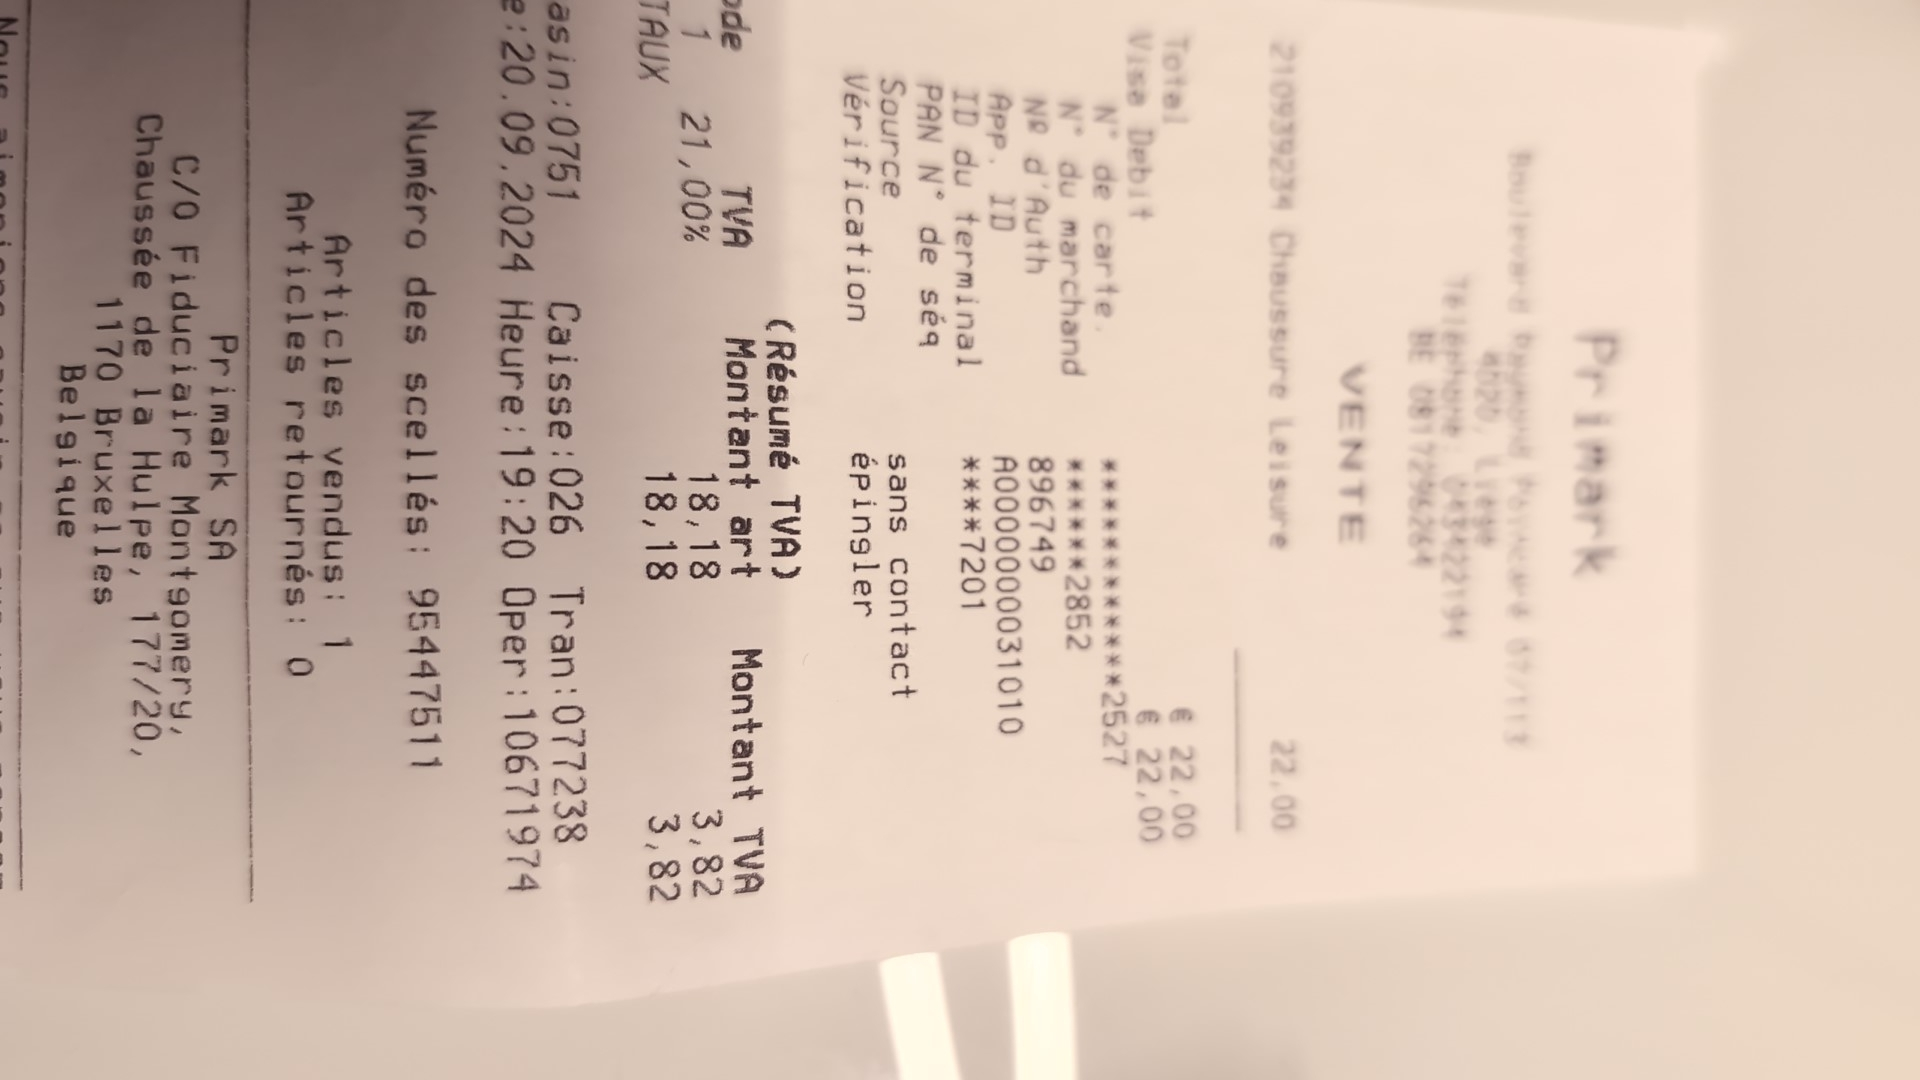 Primark
Boulevard Raymond Poincaré 07/113
4020, Liège
Téléphone: 043422194
BE 0817296264
VENTE
210939234 Chaussure Leisure 22,00
Total € 22,00
Visa Debit € 22,00
N° de carte. ************2527
N° du marchand ******2852
NR d'Auth 896749
App. ID A0000000031010
ID du terminal ****7201
PAN N° de séq
Source sans contact
Vérification épingler
(Résumé TVA)
ode TVA Montant art Montant TVA
1 21,00% 18,18 3,82
TAUX 18,18 3,82
asin:0751 Caisse:026 Tran:077238
e:20.09.2024 Heure:19:20 Oper:10671974
Numéro des scellés: 95447511
Articles vendus: 1
Articles retournés: 0
Primark SA
C/O Fiduciaire Montgomery,
Chaussée de la Hulpe, 177/20,
1170 Bruxelles
Belgique